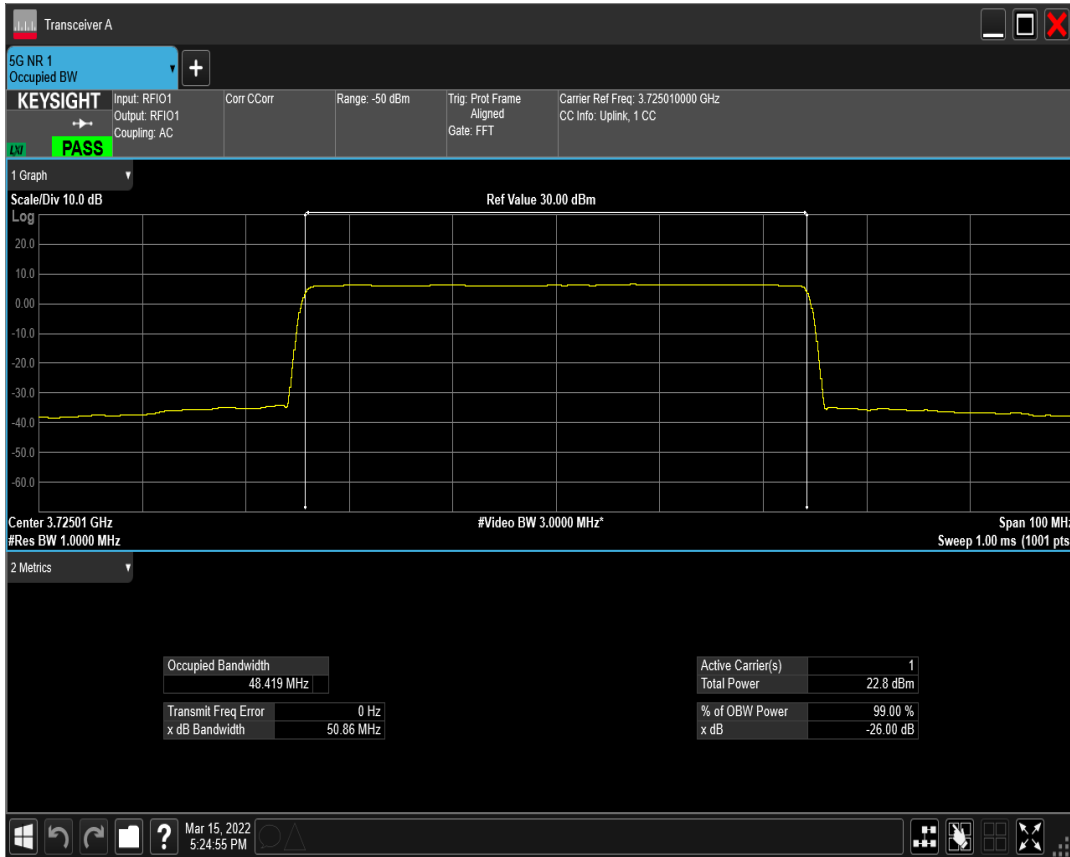 Transceiver A
5G NR 1
Occupied BW
KEYSIGHT
LXI
PASS
Input: RFIO1
Output: RFIO1
Coupling: AC
Corr CCorr
Range: -50 dBm
Trig: Prot Frame
Aligned
Gate: FFT
Carrier Ref Freq: 3.725010000 GHz
CC Info: Uplink, 1 CC
1 Graph
Scale/Div 10.0 dB
Ref Value 30.00 dBm
Log
20.0
10.0
0.00
-10.0
-20.0
-30.0
-40.0
-50.0
-60.0
Center 3.72501 GHz
#Video BW 3.0000 MHz*
Span 100 MHz
#Res BW 1.0000 MHz
Sweep 1.00 ms (1001 pts
2 Metrics
Occupied Bandwidth
48.419 MHz
Transmit Freq Error 0 Hz
x dB Bandwidth 50.86 MHz
Active Carrier(s) 1
Total Power 22.8 dBm
% of OBW Power 99.00 %
x dB -26.00 dB
?
Mar 15, 2022
5:24:55 PM